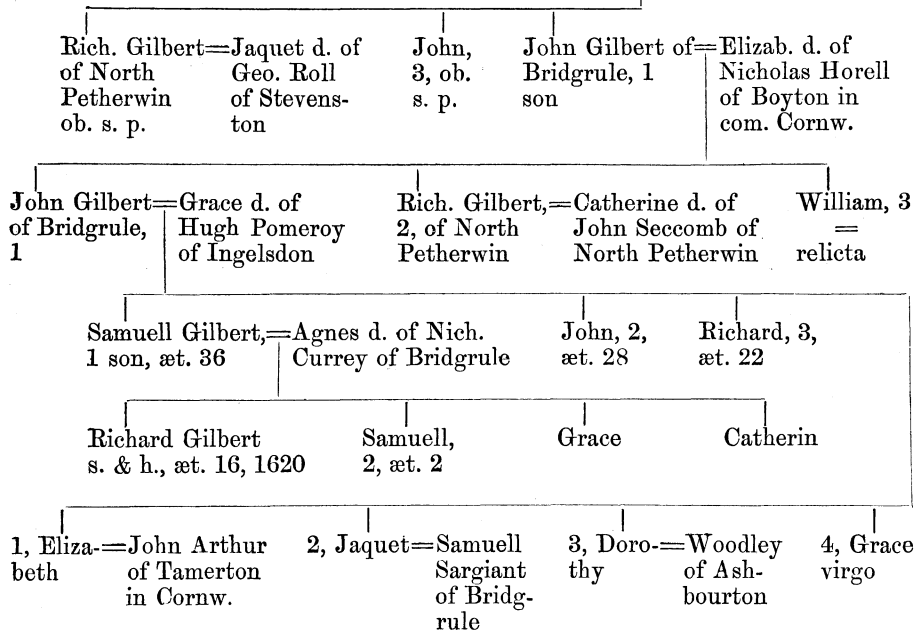 Rich. Gilbert=Jaquet d. of
of North Geo. Roll
Petherwin of Stevens-
ob. s. p. ton
John,
3, ob.
s. p.
John Gilbert of=Elizab. d. of
Bridgrule, 1 Nicholas Horell
son of Boyton in
com. Cornw.
John Gilbert=Grace d. of
of Bridgrule, Hugh Pomeroy
1 of Ingelsdon
Rich. Gilbert,=Catherine d. of
2, of North John Seccomb of
Petherwin North Petherwin
William, 3
=
relicta
Samuell Gilbert,=Agnes d. of Nich.
1 son, æt. 36 Currey of Bridgrule
John, 2,
æt. 28
Richard, 3,
æt. 22
Richard Gilbert
s. & h., æt. 16, 1620
Samuell,
2, æt. 2
Grace
Catherin
1, Eliza-=John Arthur
beth of Tamerton
in Cornw.
2, Jaquet=Samuell
Sargiant
of Bridg-
rule
3, Doro-=Woodley
thy of Ash-
bourton
4, Grace
virgo